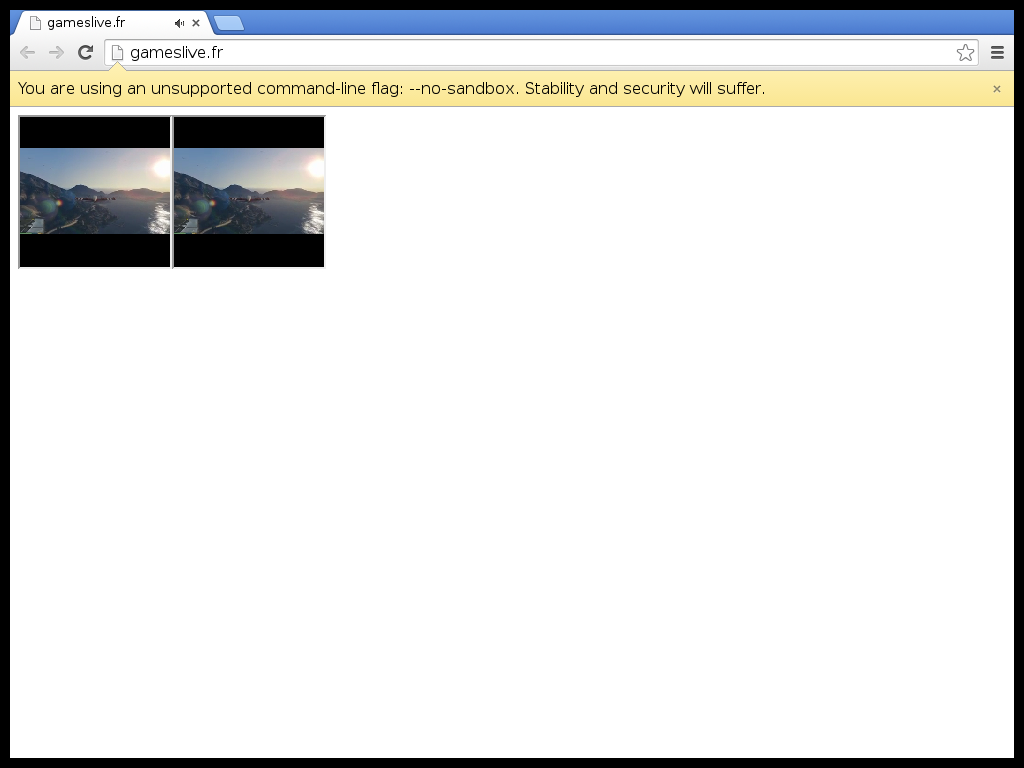 gameslive.fr
gameslive.fr
You are using an unsupported command-line flag: --no-sandbox. Stability and security will suffer.